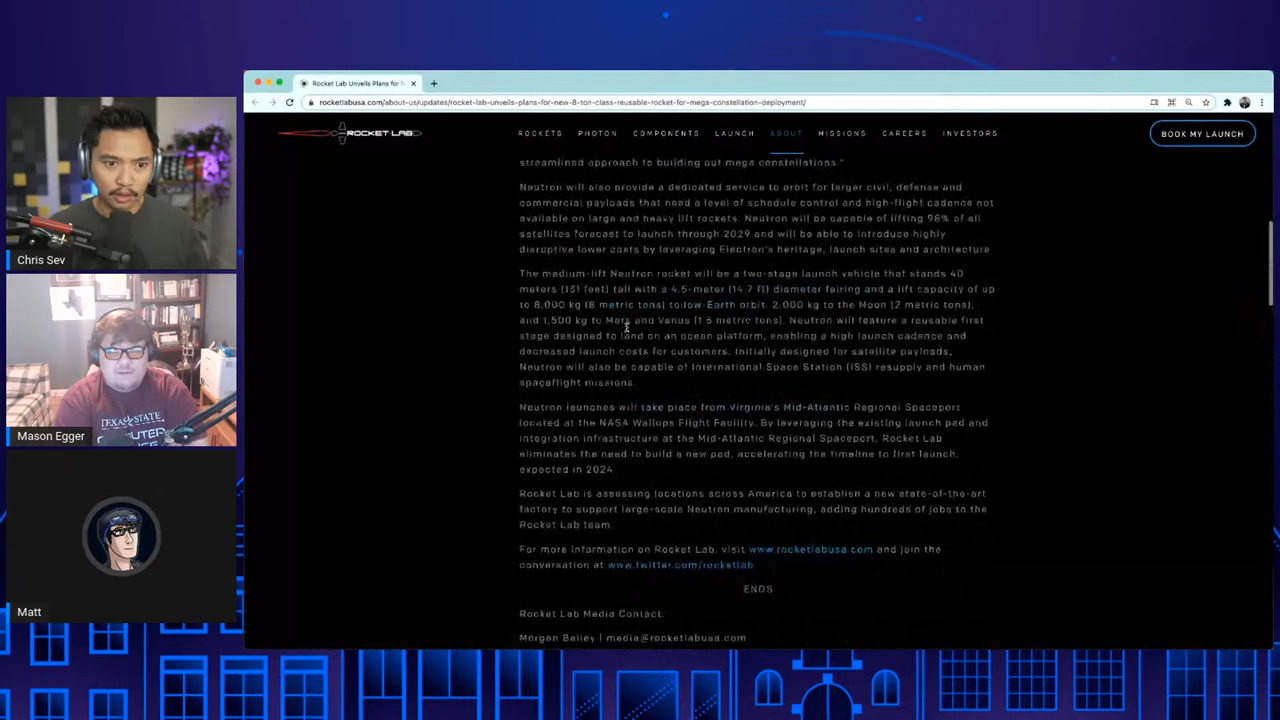 Rocket Lab Unveils Plans for N
rocketlabusa.com/about-us/updates/rocket-lab-unveils-plans-for-new-8-ton-class-reusable-rocket-for-mega-constellation-deployment/
ROCKET LAB
ROCKETS PHOTON COMPONENTS LAUNCH ABOUT MISSIONS CAREERS INVESTORS BOOK MY LAUNCH
streamlined approach to building out mega constellations."
Neutron will also provide a dedicated service to orbit for larger civil, defense and
commercial payloads that need a level of schedule control and high-flight cadence not
available on large and heavy lift rockets. Neutron will be capable of lifting 98% of all
satellites forecast to launch through 2029 and will be able to introduce highly
disruptive lower costs by leveraging Electron's heritage, launch sites and architecture
The medium-lift Neutron rocket will be a two-stage launch vehicle that stands 40
meters (131 feet) tall with a 4.5-meter (14.7 ft) diameter fairing and a lift capacity of up
to 8,000 kg (8 metric tons) to low-Earth orbit, 2,000 kg to the Moon (2 metric tons),
and 1,500 kg to Mars and Venus (1.5 metric tons). Neutron will feature a reusable first
stage designed to land on an ocean platform, enabling a high launch cadence and
decreased launch costs for customers. Initially designed for satellite payloads,
Neutron will also be capable of International Space Station (ISS) resupply and human
spaceflight missions.
Neutron launches will take place from Virginia's Mid-Atlantic Regional Spaceport
located at the NASA Wallops Flight Facility. By leveraging the existing launch pad and
integration infrastructure at the Mid-Atlantic Regional Spaceport, Rocket Lab
eliminates the need to build a new pad, accelerating the timeline to first launch,
expected in 2024.
Rocket Lab is assessing locations across America to establish a new state-of-the-art
factory to support large-scale Neutron manufacturing, adding hundreds of jobs to the
Rocket Lab team.
For more information on Rocket Lab, visit www.rocketlabusa.com and join the
conversation at www.twitter.com/rocketlab
ENDS
Rocket Lab Media Contact:
Morgan Bailey | media@rocketlabusa.com
Chris Sev
TEXAS STATE
Mason Egger
Matt